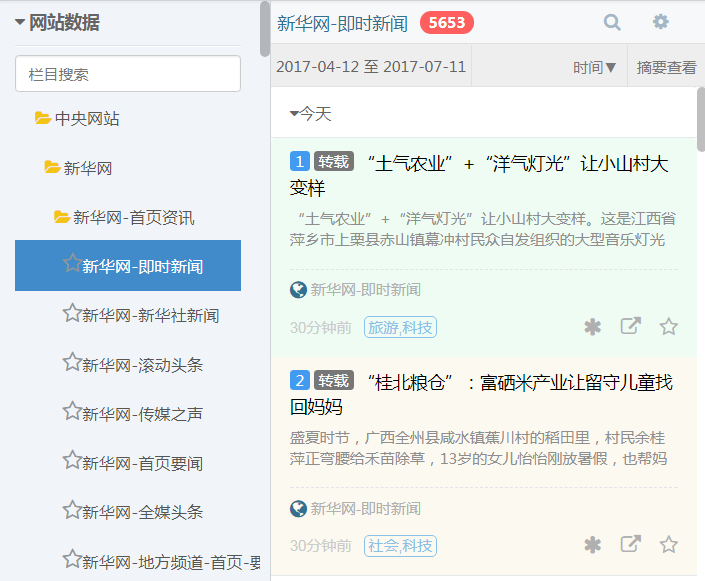 网站数据
栏目搜索
中央网站
新华网
新华网-首页资讯
新华网-即时新闻
新华网-新华社新闻
新华网-滚动头条
新华网-传媒之声
新华网-首页要闻
新华网-全媒头条
新华网-地方频道-首页-要
新华网-即时新闻 5653
2017-04-12 至 2017-07-11 时间▼ 摘要查看
今天
1 转载 “土气农业”+“洋气灯光”让小山村大
变样
“土气农业”+“洋气灯光”让小山村大变样。这是江西省
萍乡市上栗县赤山镇幕冲村民众自发组织的大型音乐灯光
新华网-即时新闻
30分钟前 旅游,科技
2 转载 “桂北粮仓”：富硒米产业让留守儿童找
回妈妈
盛夏时节，广西全州县咸水镇蕉川村的稻田里，村民余桂
萍正弯腰给禾苗除草，13岁的女儿怡怡刚放暑假，也帮妈
新华网-即时新闻
30分钟前 社会,科技